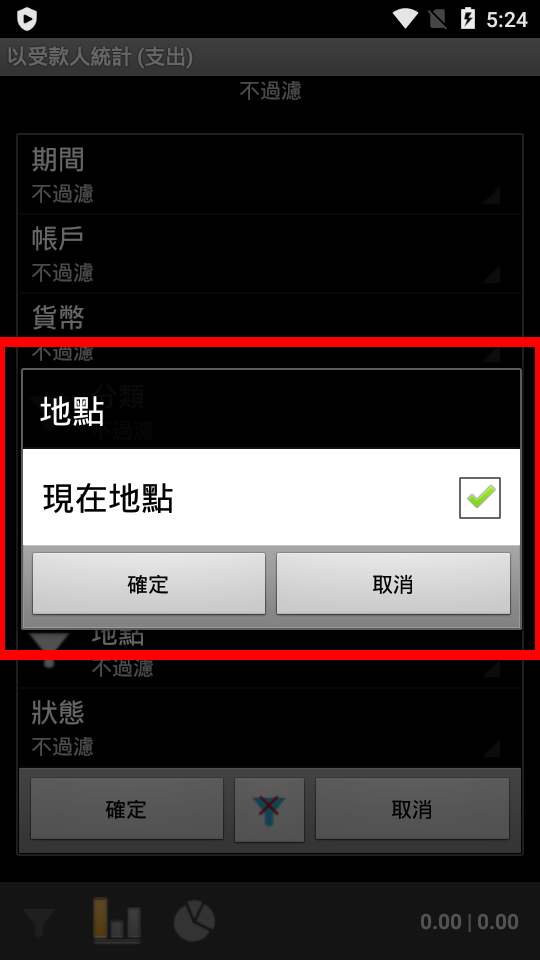 5:24
以受款人統計 (支出)
不過濾
期間
不過濾
帳戶
不過濾
貨幣
不過濾
分類
不過濾
地點
現在地點
確定 取消
地點
不過濾
狀態
不過濾
確定 取消
0.00 | 0.00